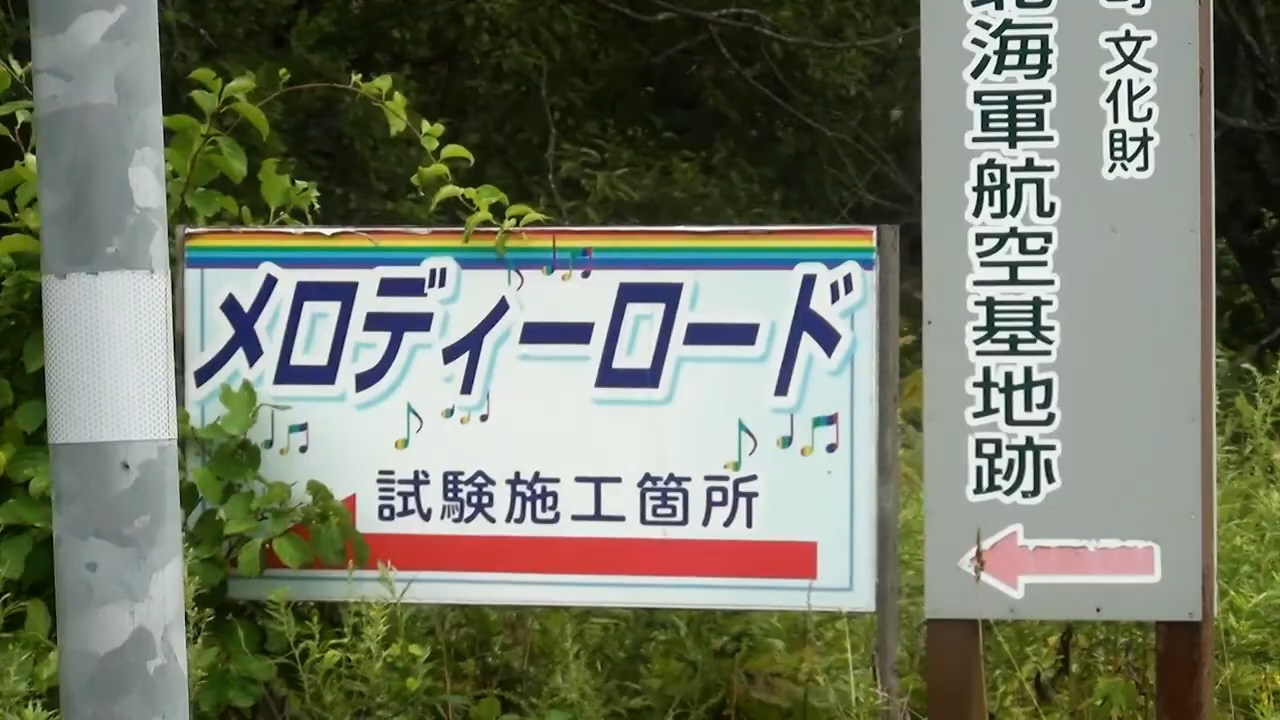 メロディーロード
試験施工箇所
文化財
海軍航空基地跡